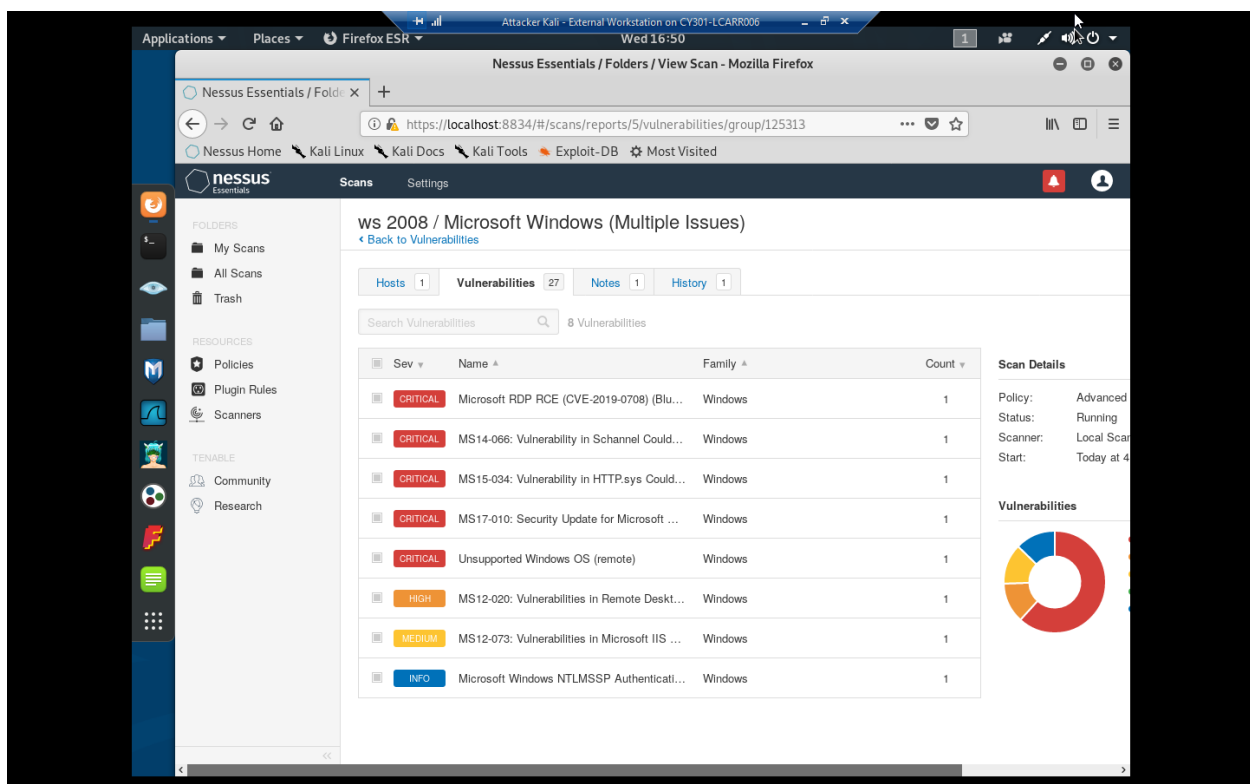 Attacker Kali - External Workstation on CY301-LCARR006
Applications Places Firefox ESR Wed 16:50 1
Nessus Essentials / Folders / View Scan - Mozilla Firefox
Nessus Essentials / Folde
https://localhost:8834/#/scans/reports/5/vulnerabilities/group/125313
Nessus Home Kali Linux Kali Docs Kali Tools Exploit-DB Most Visited
nessus Essentials Scans Settings
FOLDERS
My Scans
All Scans
Trash
RESOURCES
Policies
Plugin Rules
Scanners
TENABLE
Community
Research
ws 2008 / Microsoft Windows (Multiple Issues)
Back to Vulnerabilities
Hosts 1 Vulnerabilities 27 Notes 1 History 1
Search Vulnerabilities 8 Vulnerabilities
Sev Name Family Count
CRITICAL Microsoft RDP RCE (CVE-2019-0708) (Blu... Windows 1
CRITICAL MS14-066: Vulnerability in Schannel Could... Windows 1
CRITICAL MS15-034: Vulnerability in HTTP.sys Could... Windows 1
CRITICAL MS17-010: Security Update for Microsoft ... Windows 1
CRITICAL Unsupported Windows OS (remote) Windows 1
HIGH MS12-020: Vulnerabilities in Remote Deskt... Windows 1
MEDIUM MS12-073: Vulnerabilities in Microsoft IIS ... Windows 1
INFO Microsoft Windows NTLMSSP Authenticati... Windows 1
Scan Details
Policy: Advanced
Status: Running
Scanner: Local Scar
Start: Today at 4
Vulnerabilities